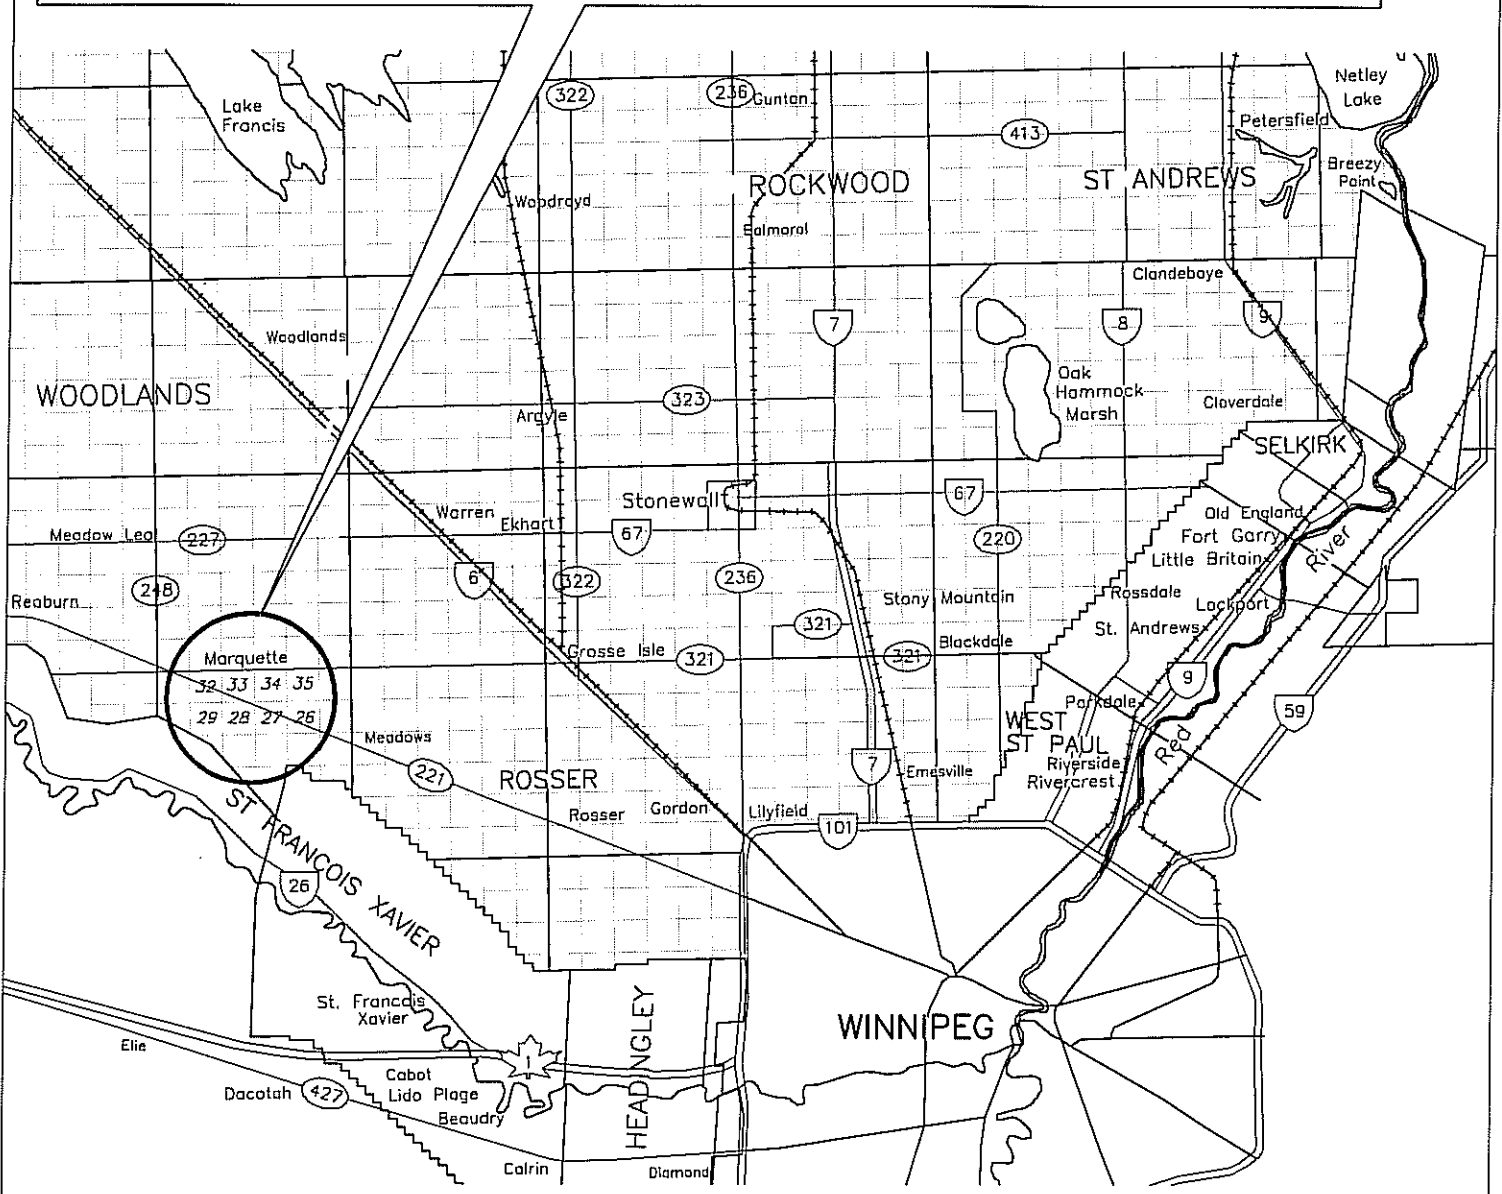 Netley
Lake
Lake
Francis
322
236
Gunton
Petersfield
413
Breezy
Point
ROCKWOOD
ST ANDREWS
Woodroyd
Balmoral
Clandeboye
7
8
9
Woodlands
WOODLANDS
323
Oak
Hammock
Marsh
Argyle
Cloverdale
SELKIRK
Stonewall
67
Warren
Ekhart
67
Old England
Meadow Lea
227
220
Fort Garry
Little Britain
River
6
322
236
248
Reaburn
Stony Mountain
Rossdale
Lockport
321
St. Andrews
Grosse Isle
321
321
Blackdale
Marquette
32 33 34 35
29 28 27 26
9
Parkdale
59
WEST
ST PAUL
Red
Meadows
221
ROSSER
7
Emesville
Riverside
Rivercrest
Rosser
Gordon
Lilyfield
101
ST FRANCOIS XAVIER
26
St. Francois
Xavier
HEADINGLEY
WINNIPEG
Elie
1
Dacotah
427
Cabot
Lido Plage
Beaudry
Calrin
Diamond